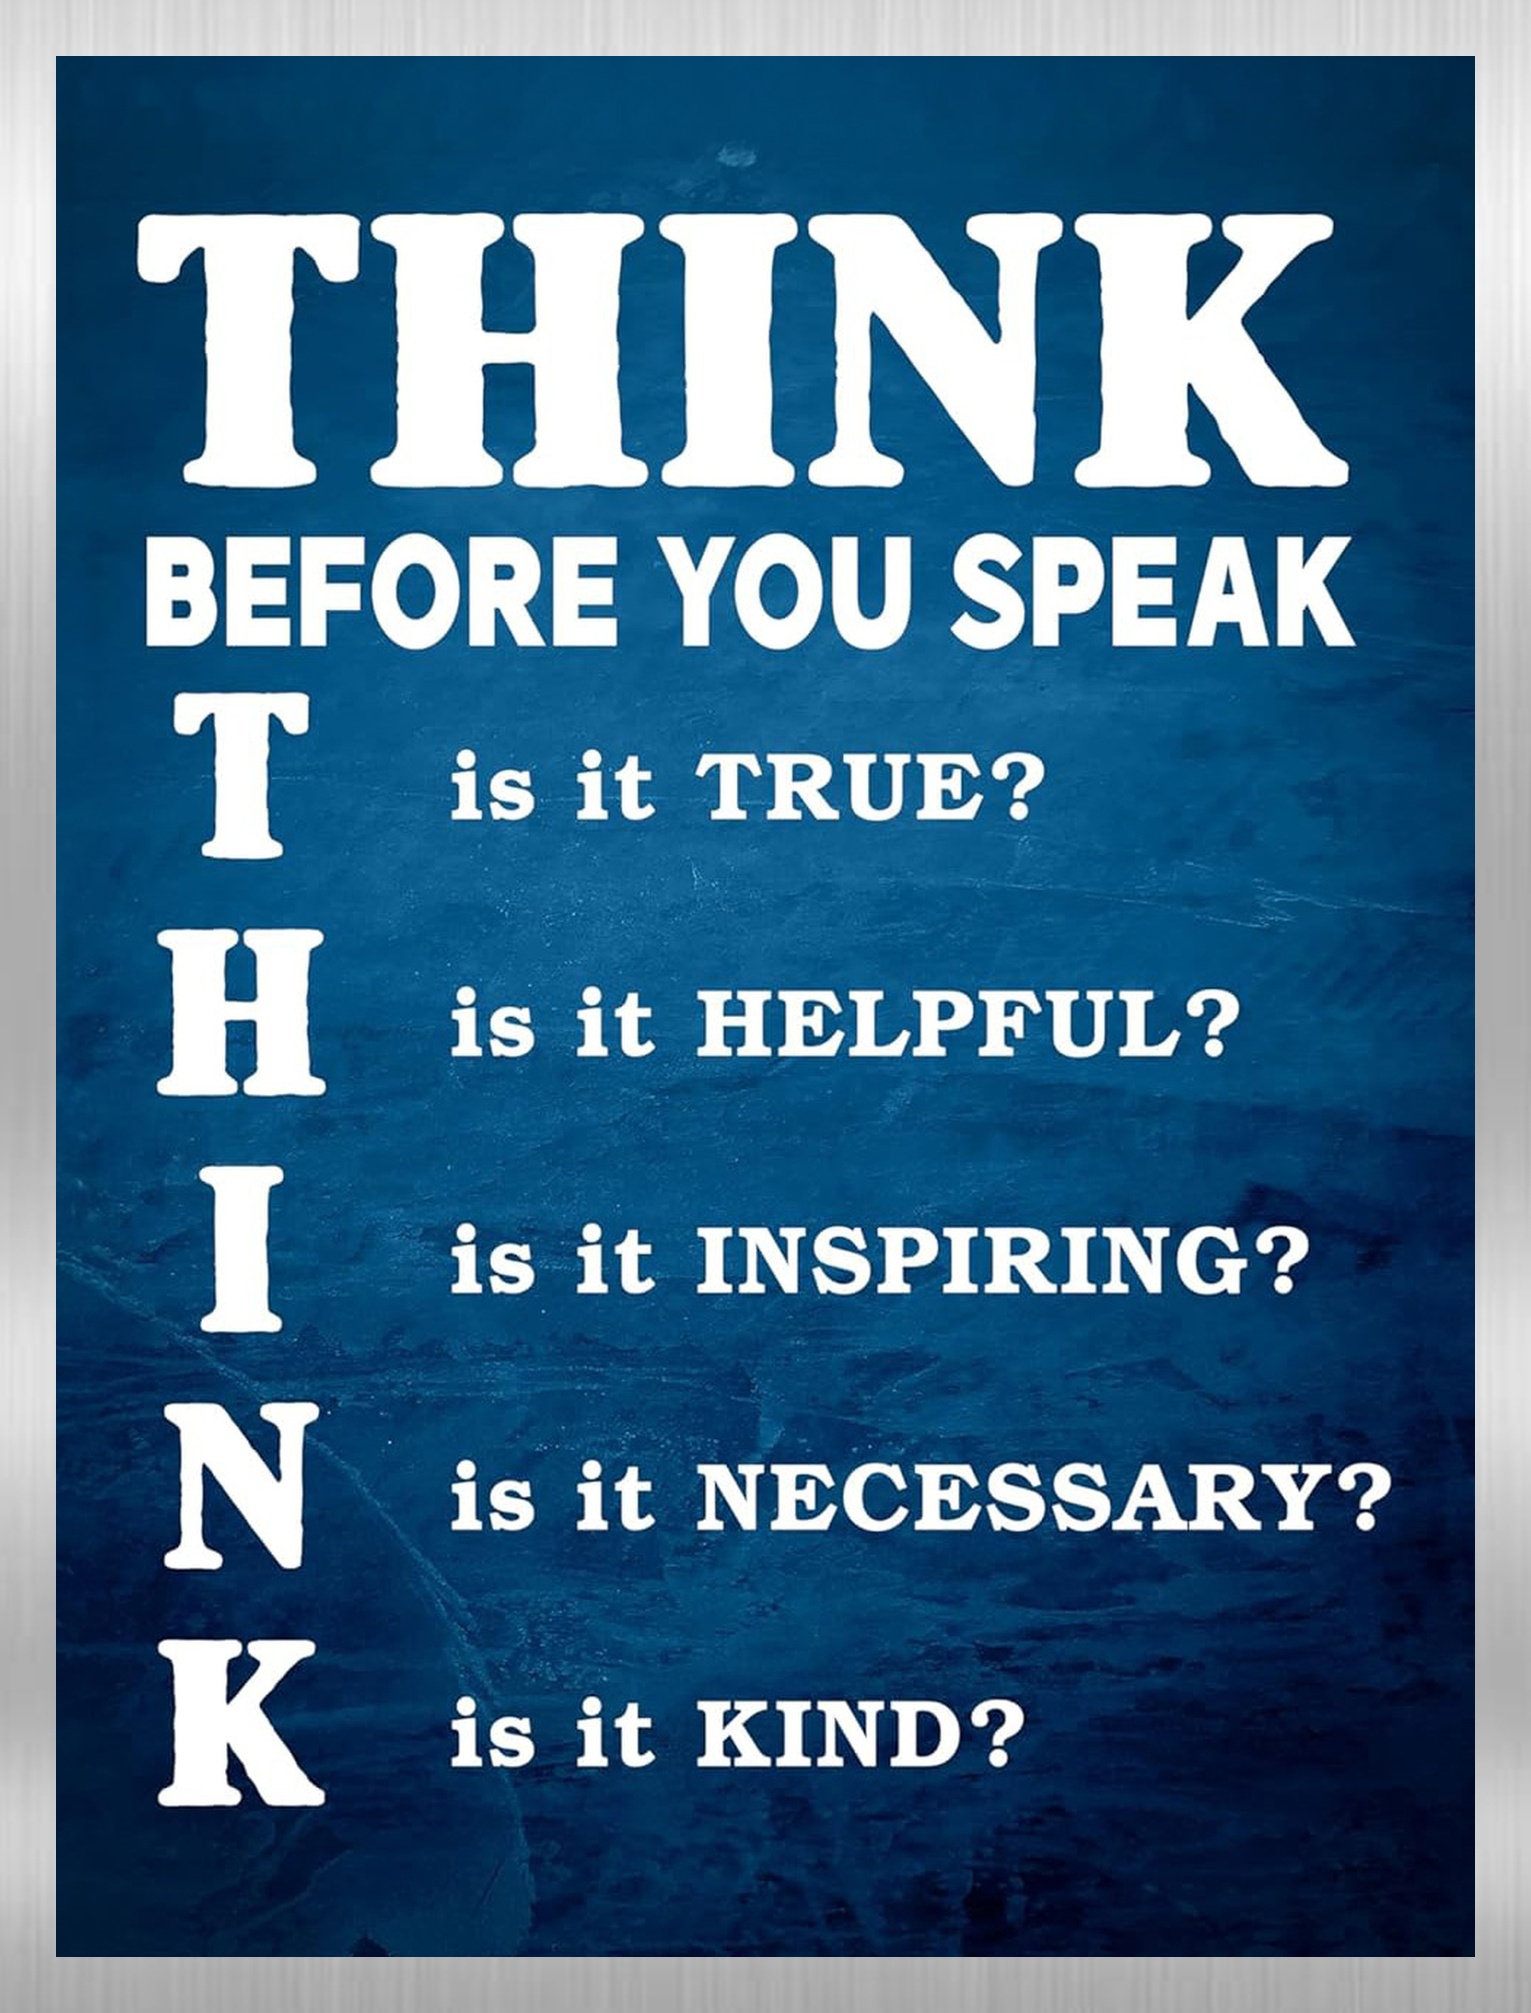 THINK
BEFORE YOU SPEAK
T is it TRUE?
H is it HELPFUL?
I is it INSPIRING?
N is it NECESSARY?
K is it KIND?